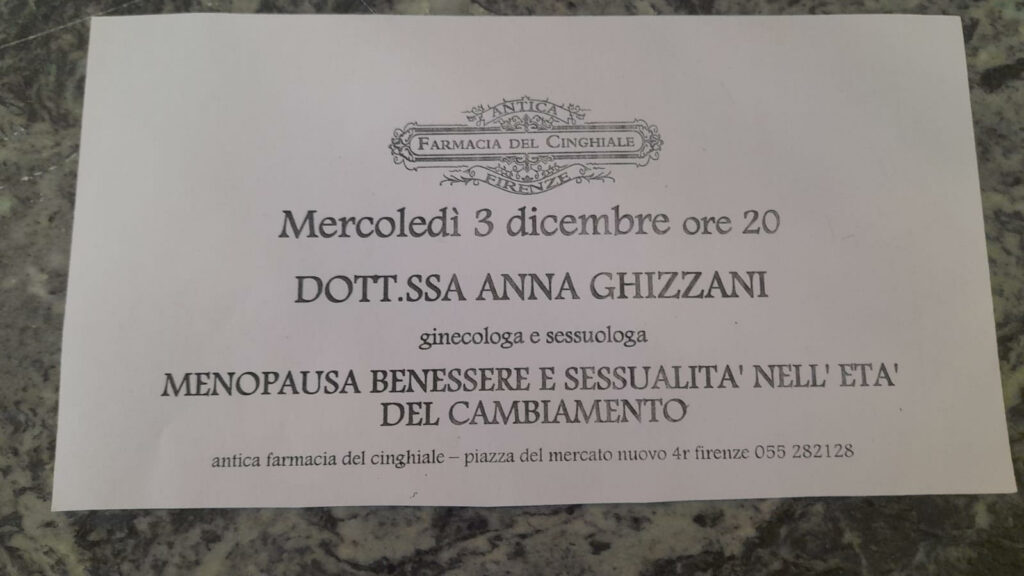 ANTICA
FARMACIA DEL CINGHIALE
FIRENZE
Mercoledì 3 dicembre ore 20
DOTT.SSA ANNA GHIZZANI
ginecologa e sessuologa
MENOPAUSA BENESSERE E SESSUALITA' NELL' ETA'
DEL CAMBIAMENTO
antica farmacia del cinghiale – piazza del mercato nuovo 4r firenze 055 282128